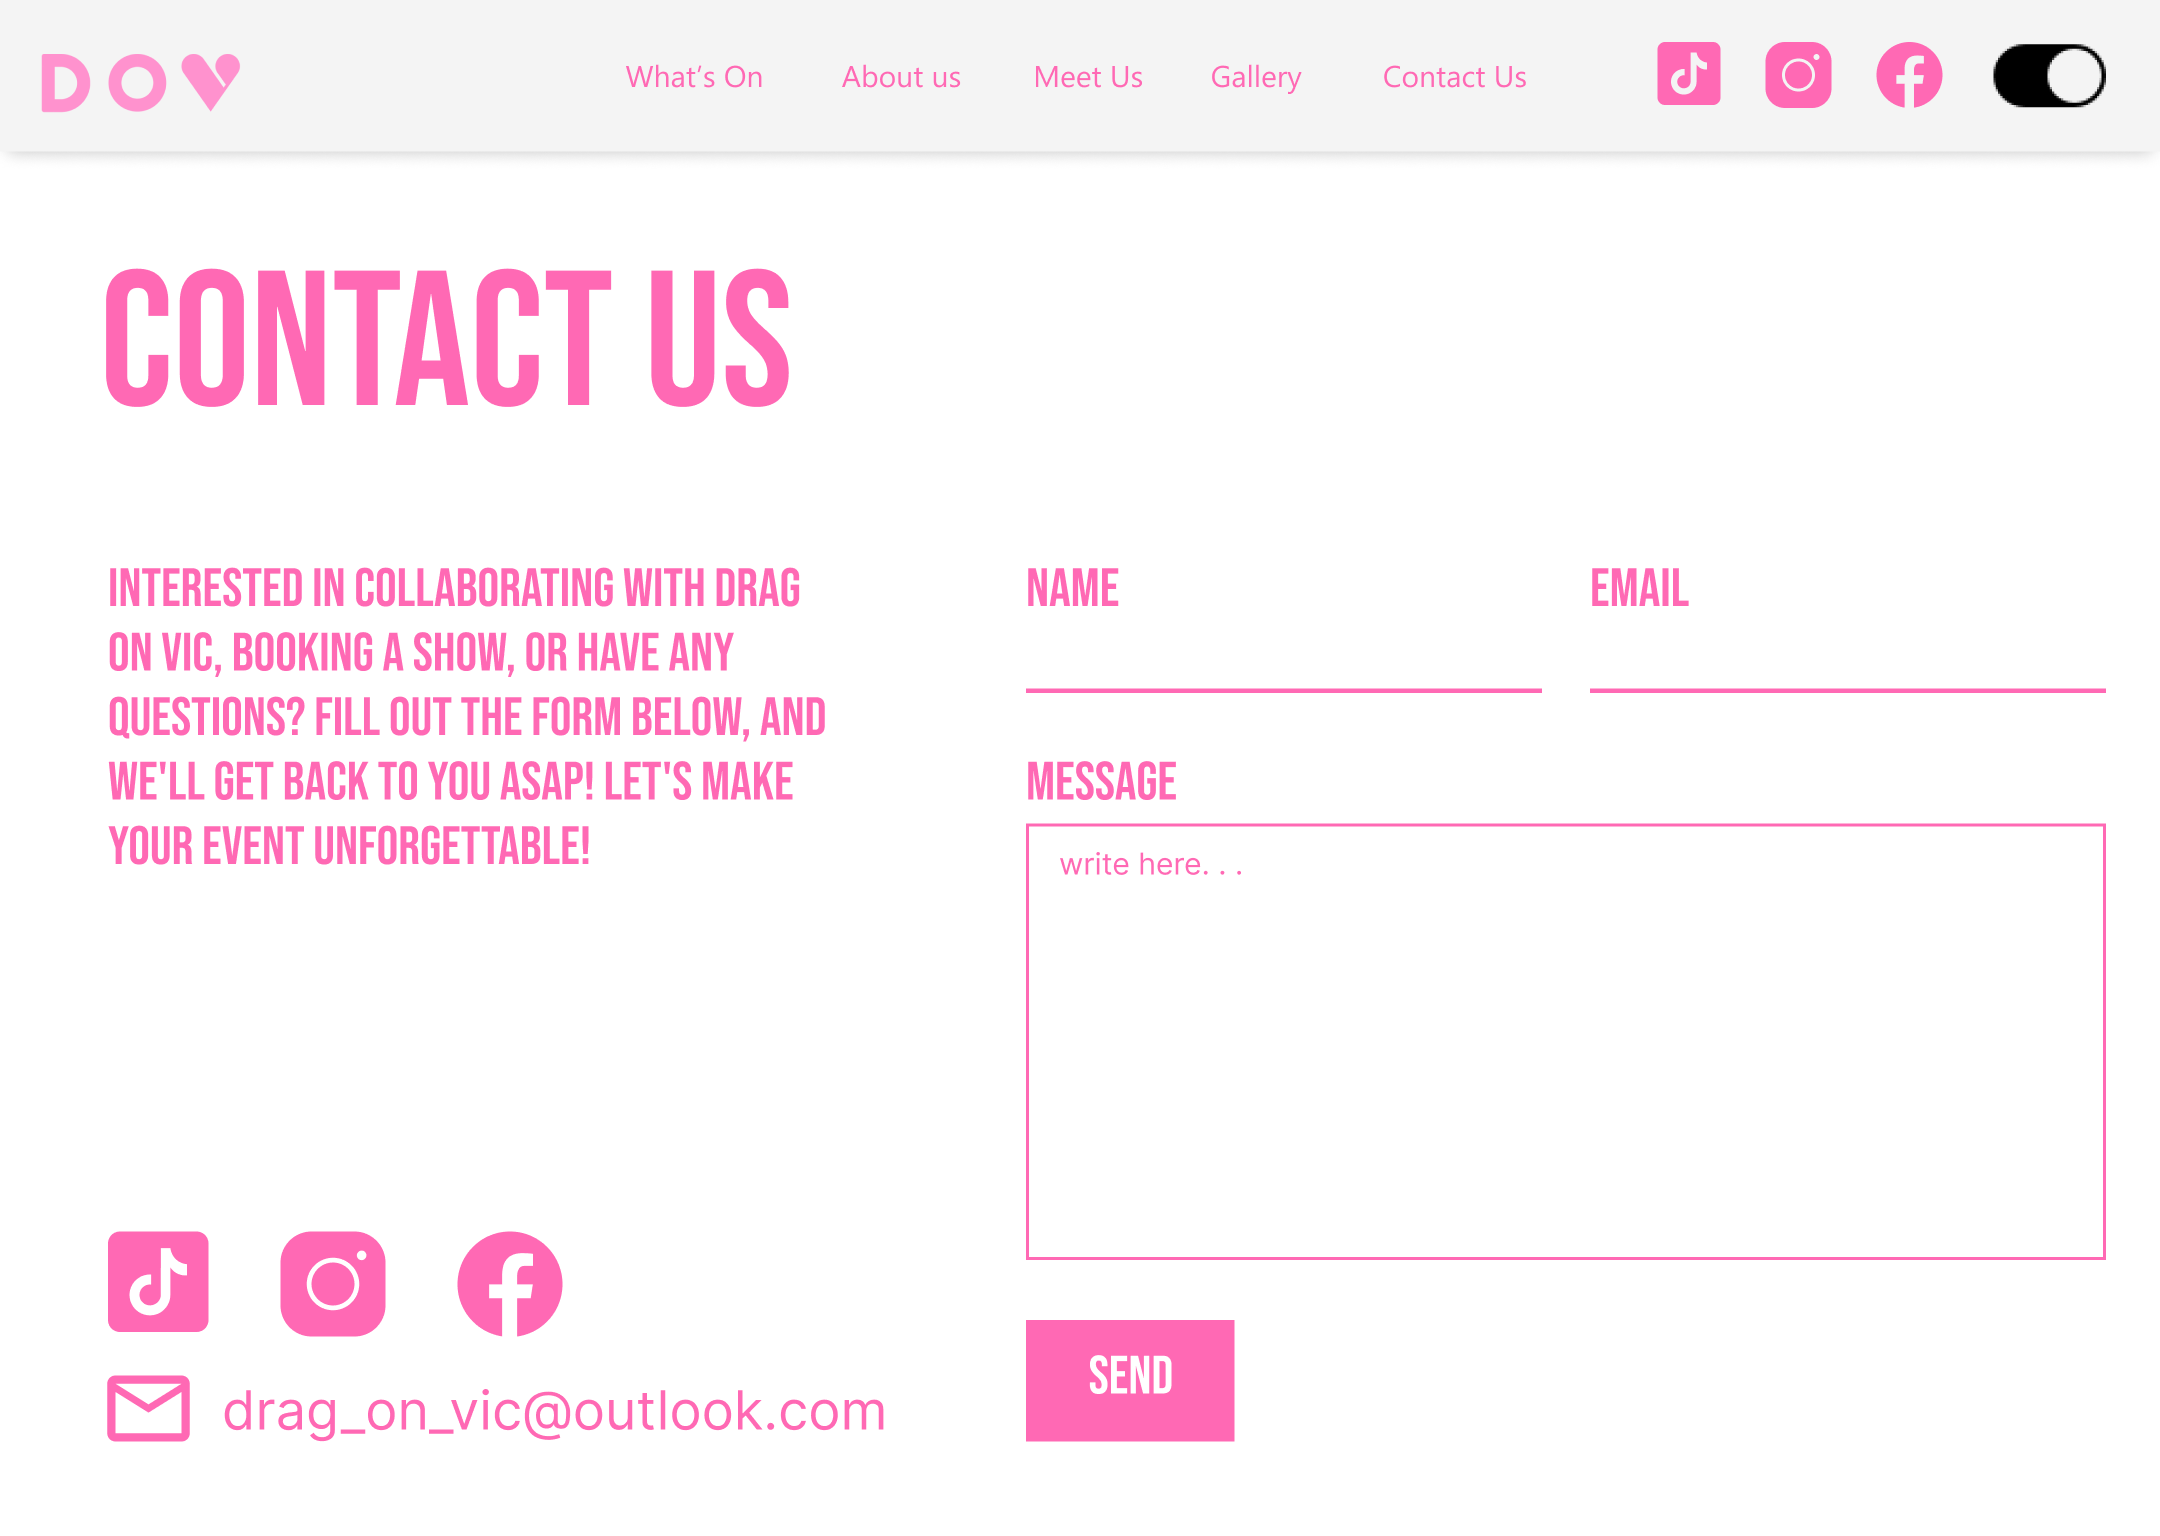 DOV
What’s On
About us
Meet Us
Gallery
Contact Us
CONTACT US
INTERESTED IN COLLABORATING WITH DRAG
ON VIC, BOOKING A SHOW, OR HAVE ANY
QUESTIONS? FILL OUT THE FORM BELOW, AND
WE'LL GET BACK TO YOU ASAP! LET'S MAKE
YOUR EVENT UNFORGETTABLE!
NAME
EMAIL
MESSAGE
write here. . .
SEND
drag_on_vic@outlook.com